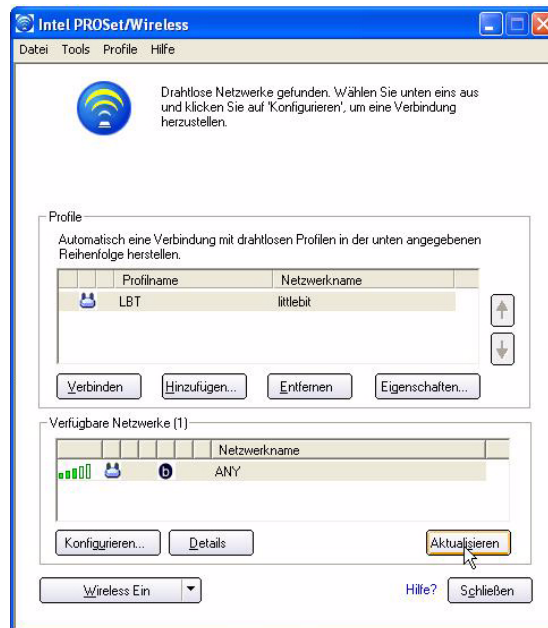 Intel PROSet/Wireless
Datei Tools Profile Hilfe
Drahtlose Netzwerke gefunden. Wählen Sie unten eins aus
und klicken Sie auf 'Konfigurieren', um eine Verbindung
herzustellen.
Profile
Automatisch eine Verbindung mit drahtlosen Profilen in der unten angegebenen
Reihenfolge herstellen.
Profilname Netzwerkname
LBT littlebit
Verbinden Hinzufügen... Entfernen Eigenschaften...
Verfügbare Netzwerke (1)
Netzwerkname
b ANY
Konfigurieren... Details Aktualisieren
Wireless Ein Hilfe? Schließen